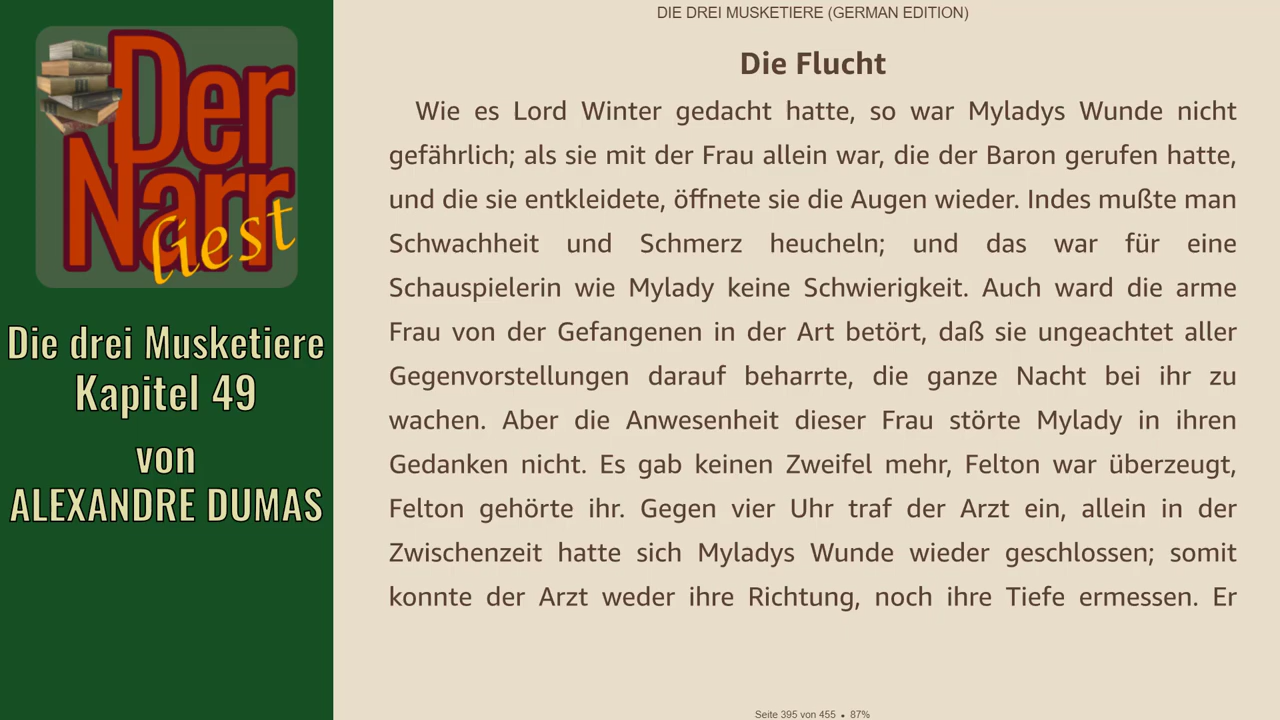 Der
Narr
liest
Die drei Musketiere
Kapitel 49
von
ALEXANDRE DUMAS
DIE DREI MUSKETIERE (GERMAN EDITION)
Die Flucht
Wie es Lord Winter gedacht hatte, so war Myladys Wunde nicht
gefährlich; als sie mit der Frau allein war, die der Baron gerufen hatte,
und die sie entkleidete, öffnete sie die Augen wieder. Indes mußte man
Schwachheit und Schmerz heucheln; und das war für eine
Schauspielerin wie Mylady keine Schwierigkeit. Auch ward die arme
Frau von der Gefangenen in der Art betört, daß sie ungeachtet aller
Gegenvorstellungen darauf beharrte, die ganze Nacht bei ihr zu
wachen. Aber die Anwesenheit dieser Frau störte Mylady in ihren
Gedanken nicht. Es gab keinen Zweifel mehr, Felton war überzeugt,
Felton gehörte ihr. Gegen vier Uhr traf der Arzt ein, allein in der
Zwischenzeit hatte sich Myladys Wunde wieder geschlossen; somit
konnte der Arzt weder ihre Richtung, noch ihre Tiefe ermessen. Er
Seite 395 von 455 • 87%